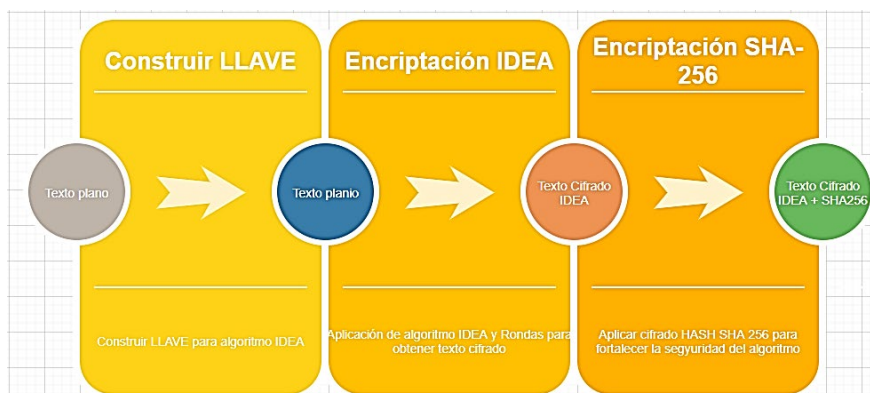 Construir LLAVE
Encriptación IDEA
Encriptación SHA-
256
Texto plano
Texto planio
Texto Cifrado
IDEA
Texto Cifrado
IDEA + SHA256
Construir LLAVE para algoritmo IDEA
Aplicación de algoritmo IDEA y Rondas para
obtener texto cifrado
Aplicar cifrado HASH SHA 256 para
fortalecer la segyuridad del algoritmo